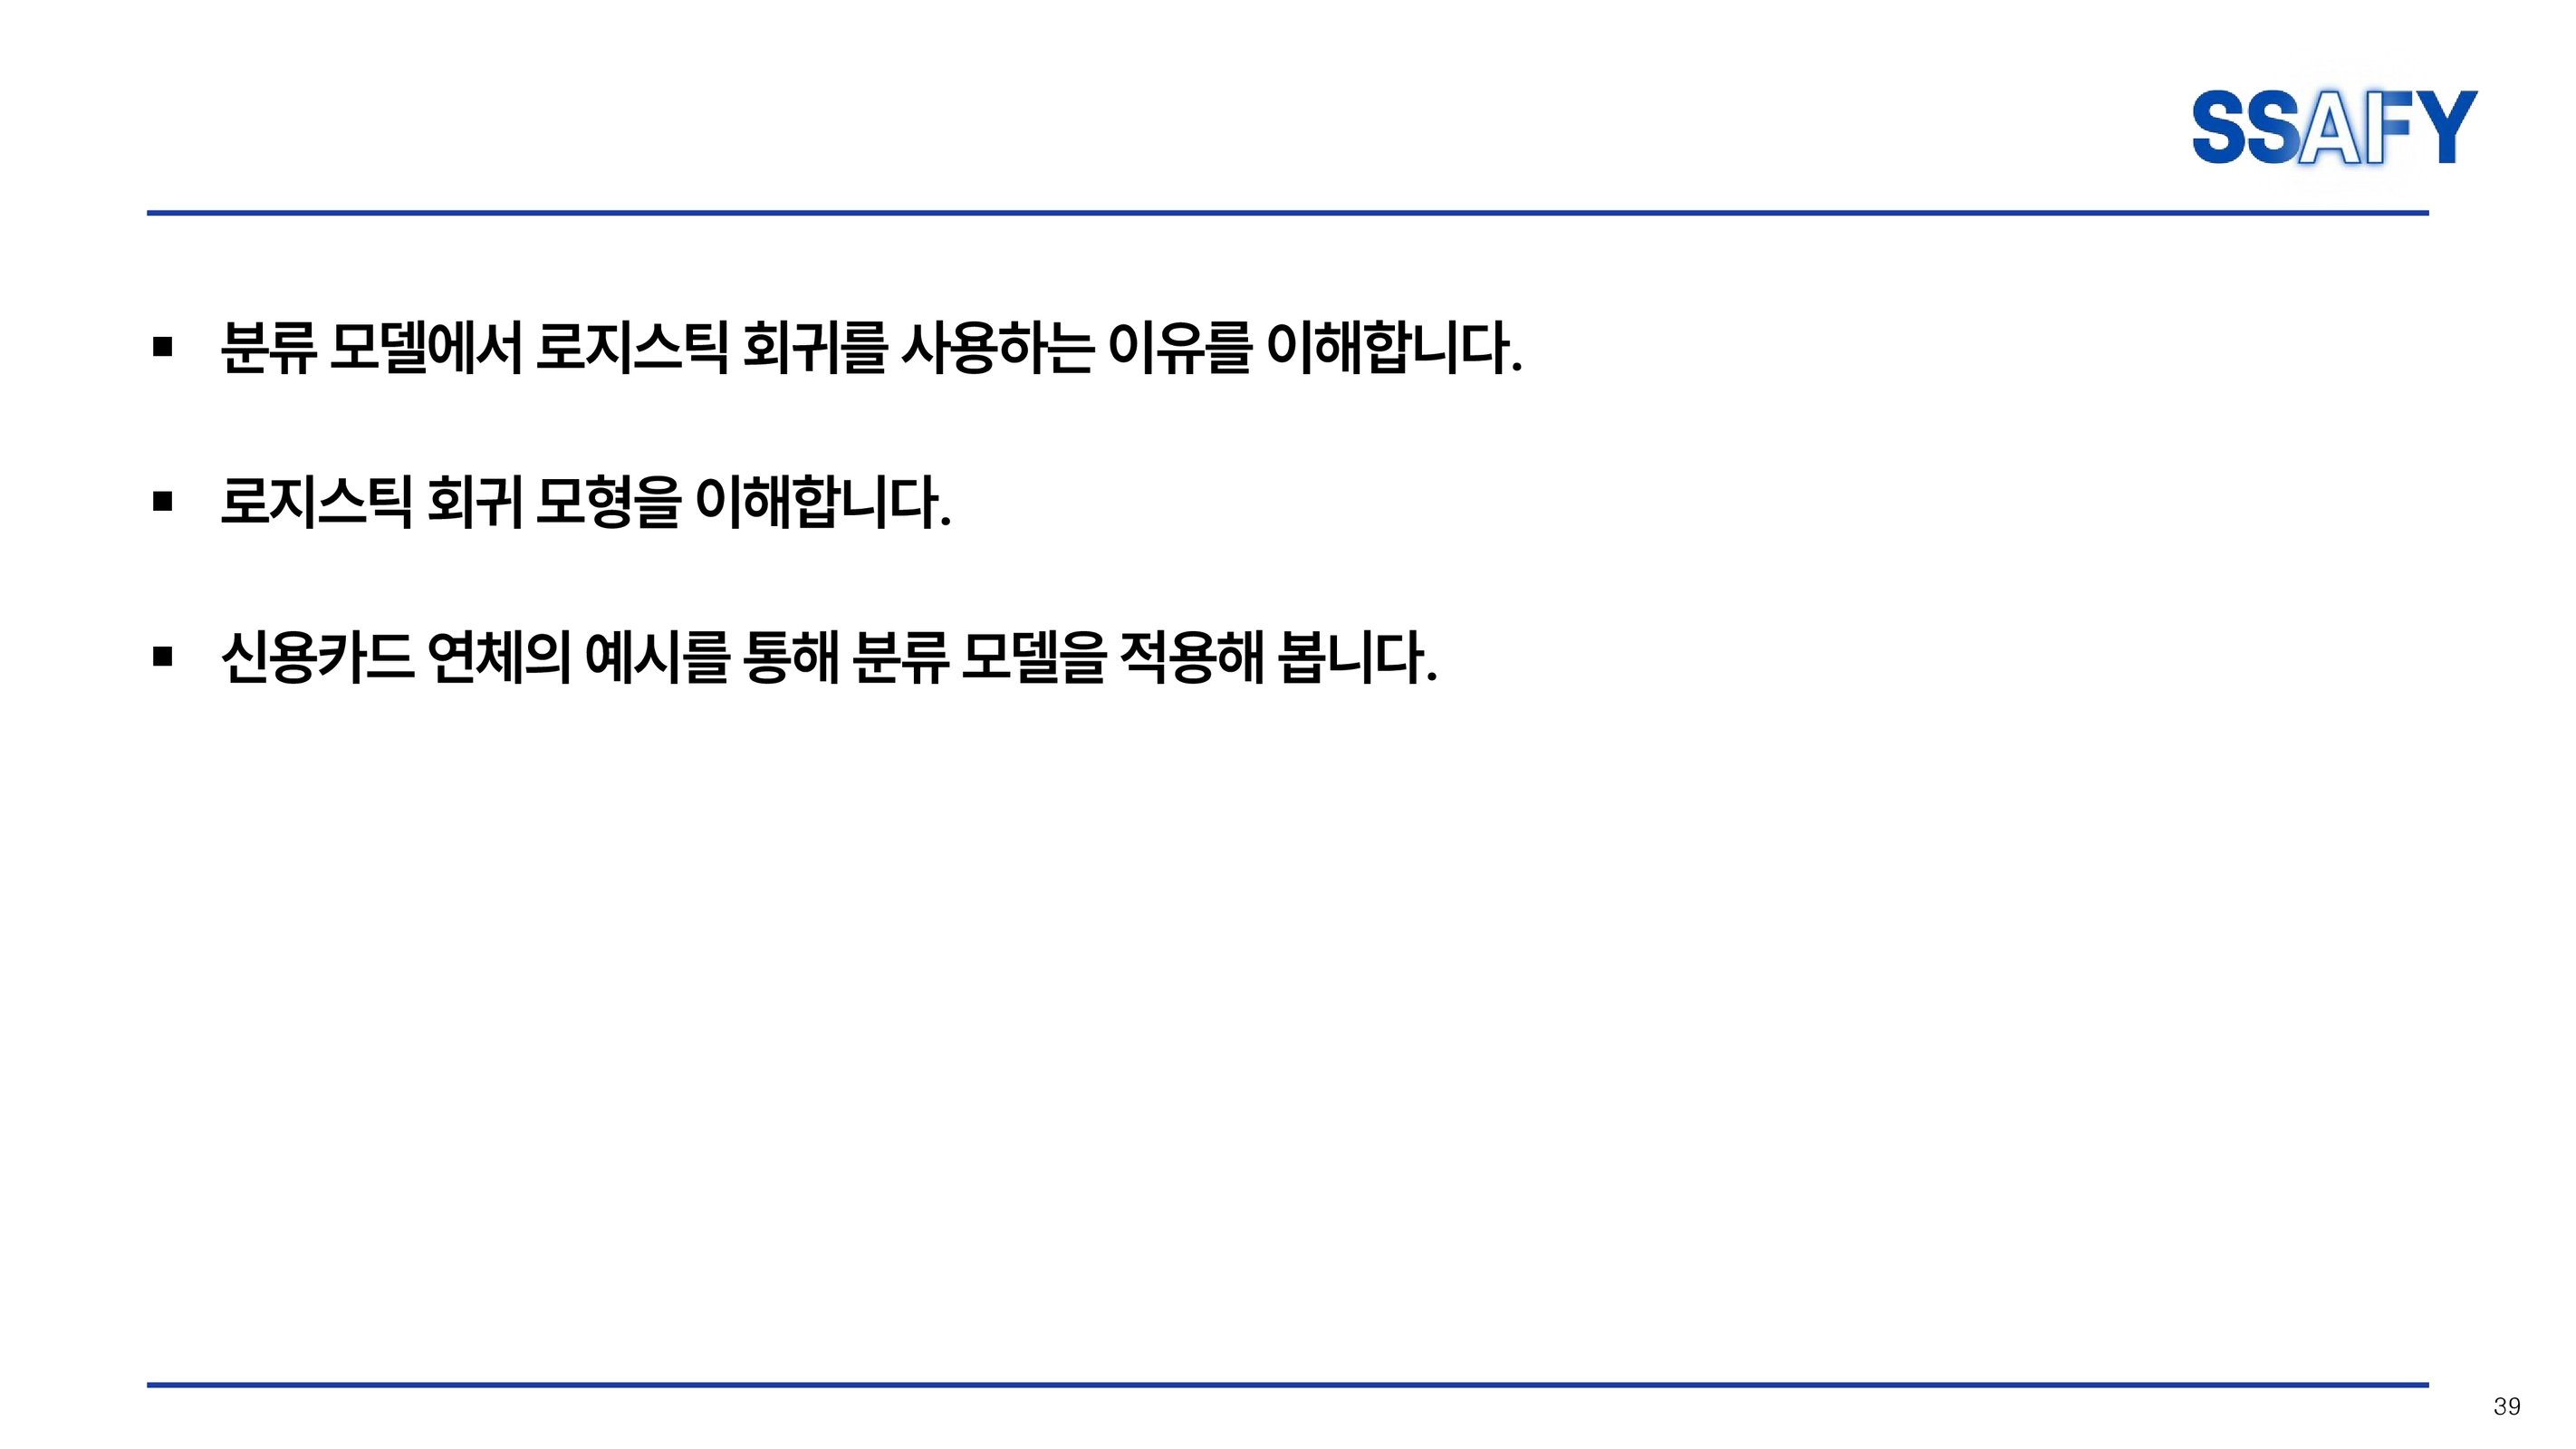 SSAFY
▪ 분류 모델에서 로지스틱 회귀를 사용하는 이유를 이해합니다.
▪ 로지스틱 회귀 모형을 이해합니다.
▪ 신용카드 연체의 예시를 통해 분류 모델을 적용해 봅니다.
39